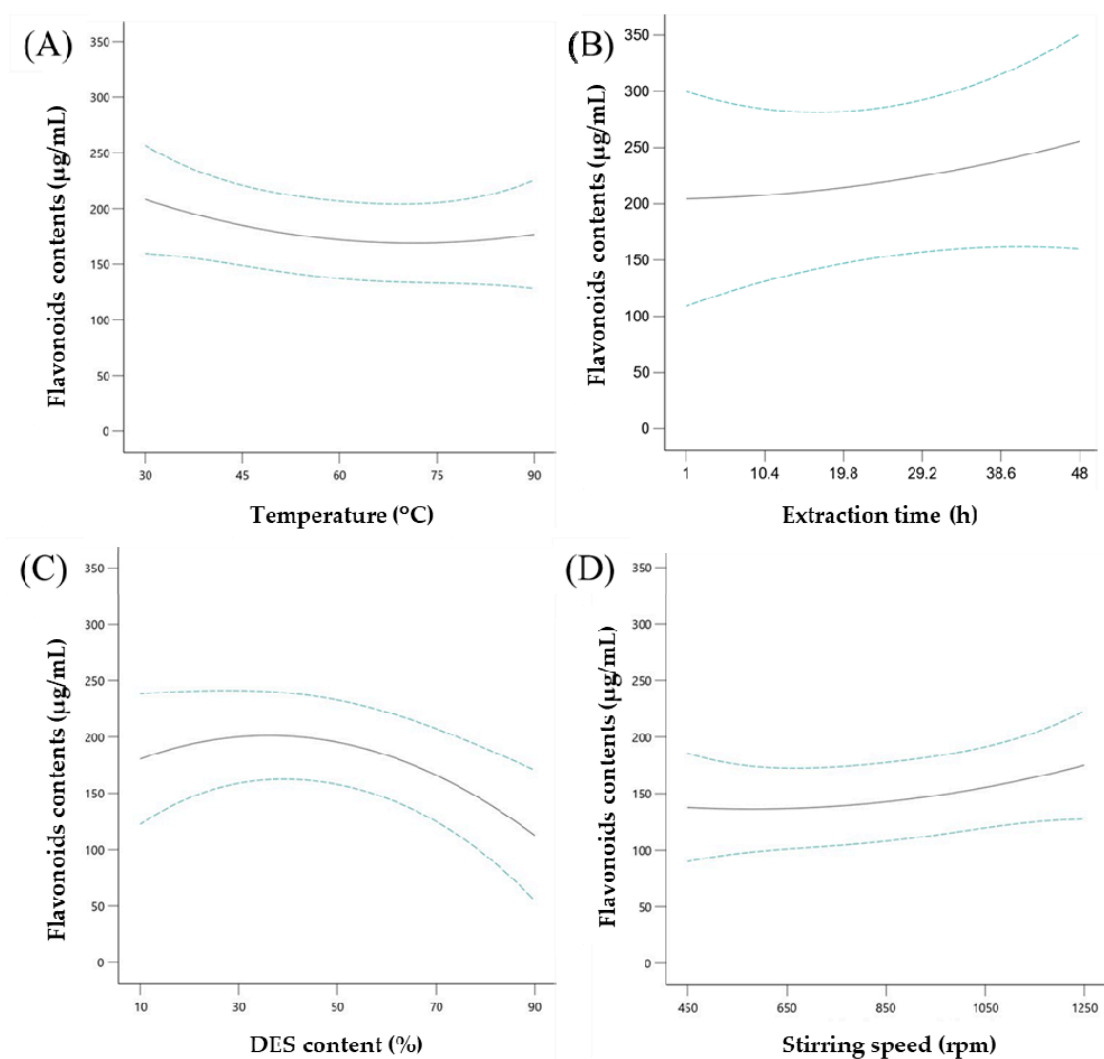 (A)
Flavonoids contents (µg/mL)
350
300
250
200
150
100
50
0
30 45 60 75 90
Temperature (°C)
(B)
Flavonoids contents (µg/mL)
350
300
250
200
150
100
50
0
1 10.4 19.8 29.2 38.6 48
Extraction time (h)
(C)
Flavonoids contents (µg/mL)
350
300
250
200
150
100
50
0
10 30 50 70 90
DES content (%)
(D)
Flavonoids contents (µg/mL)
350
300
250
200
150
100
50
0
450 650 850 1050 1250
Stirring speed (rpm)